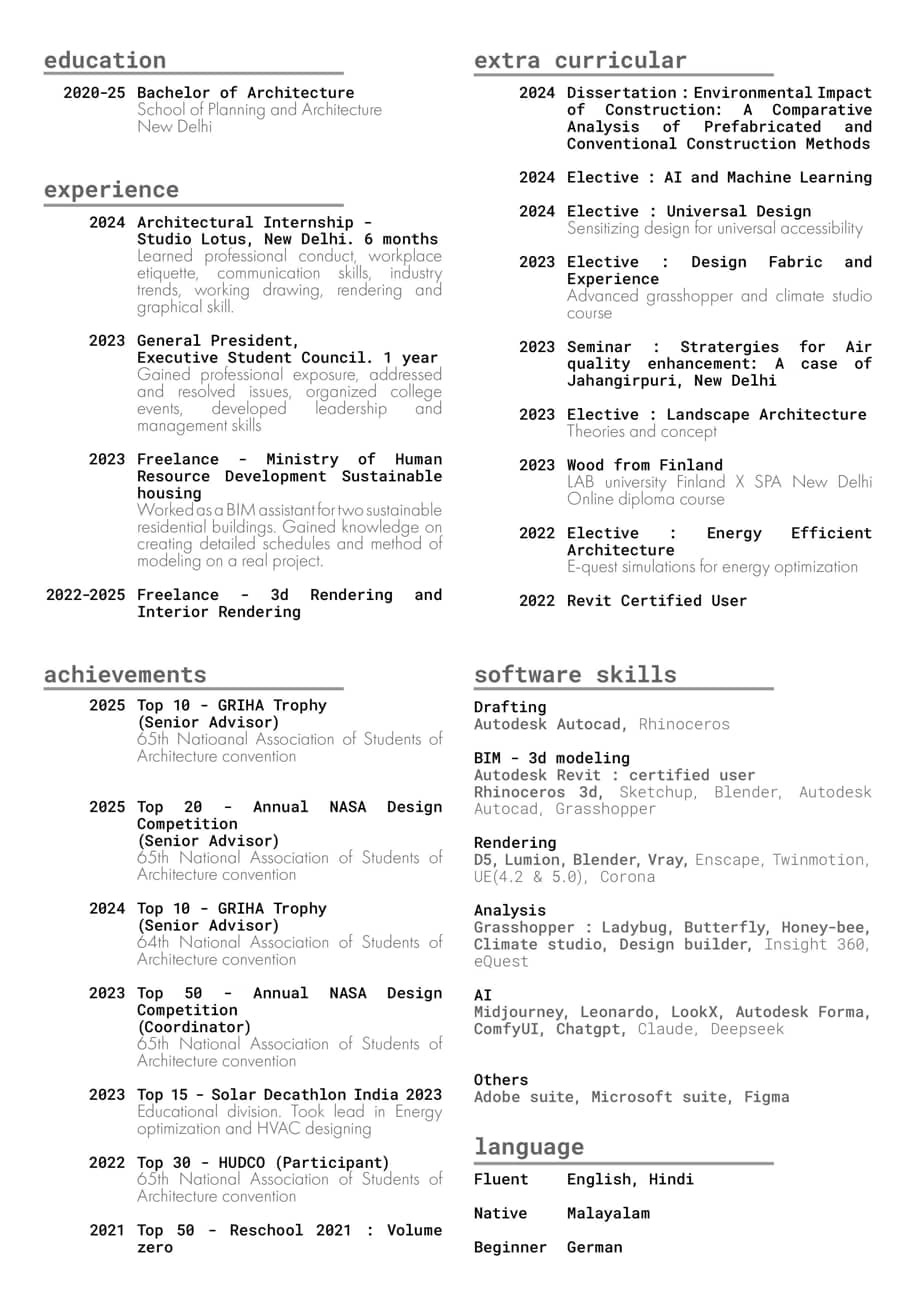 education
2020-25 Bachelor of Architecture
School of Planning and Architecture
New Delhi
experience
2024 Architectural Internship -
Studio Lotus, New Delhi. 6 months
Learned professional conduct, workplace
etiquette, communication skills, industry
trends, working drawing, rendering and
graphical skill.
2023 General President,
Executive Student Council. 1 year
Gained professional exposure, addressed
and resolved issues, organized college
events, developed leadership and
management skills
2023 Freelance - Ministry of Human
Resource Development Sustainable
housing
Worked as a BIM assistant for two sustainable
residential buildings. Gained knowledge on
creating detailed schedules and method of
modeling on a real project.
2022-2025 Freelance - 3d Rendering and
Interior Rendering
achievements
2025 Top 10 - GRIHA Trophy
(Senior Advisor)
65th Natioanal Association of Students of
Architecture convention
2025 Top 20 - Annual NASA Design
Competition
(Senior Advisor)
65th National Association of Students of
Architecture convention
2024 Top 10 - GRIHA Trophy
(Senior Advisor)
64th National Association of Students of
Architecture convention
2023 Top 50 - Annual NASA Design
Competition
(Coordinator)
65th National Association of Students of
Architecture convention
2023 Top 15 - Solar Decathlon India 2023
Educational division. Took lead in Energy
optimization and HVAC designing
2022 Top 30 - HUDCO (Participant)
65th National Association of Students of
Architecture convention
2021 Top 50 - Reschool 2021 : Volume
zero
extra curricular
2024 Dissertation : Environmental Impact
of Construction: A Comparative
Analysis of Prefabricated and
Conventional Construction Methods
2024 Elective : AI and Machine Learning
2024 Elective : Universal Design
Sensitizing design for universal accessibility
2023 Elective : Design Fabric and
Experience
Advanced grasshopper and climate studio
course
2023 Seminar : Stratergies for Air
quality enhancement: A case of
Jahangirpuri, New Delhi
2023 Elective : Landscape Architecture
Theories and concept
2023 Wood from Finland
LAB university Finland X SPA New Delhi
Online diploma course
2022 Elective : Energy Efficient
Architecture
E-quest simulations for energy optimization
2022 Revit Certified User
software skills
Drafting
Autodesk Autocad, Rhinoceros
BIM - 3d modeling
Autodesk Revit : certified user
Rhinoceros 3d, Sketchup, Blender, Autodesk
Autocad, Grasshopper
Rendering
D5, Lumion, Blender, Vray, Enscape, Twinmotion,
UE(4.2 & 5.0), Corona
Analysis
Grasshopper : Ladybug, Butterfly, Honey-bee,
Climate studio, Design builder, Insight 360,
eQuest
AI
Midjourney, Leonardo, LookX, Autodesk Forma,
ComfyUI, Chatgpt, Claude, Deepseek
Others
Adobe suite, Microsoft suite, Figma
language
Fluent English, Hindi
Native Malayalam
Beginner German